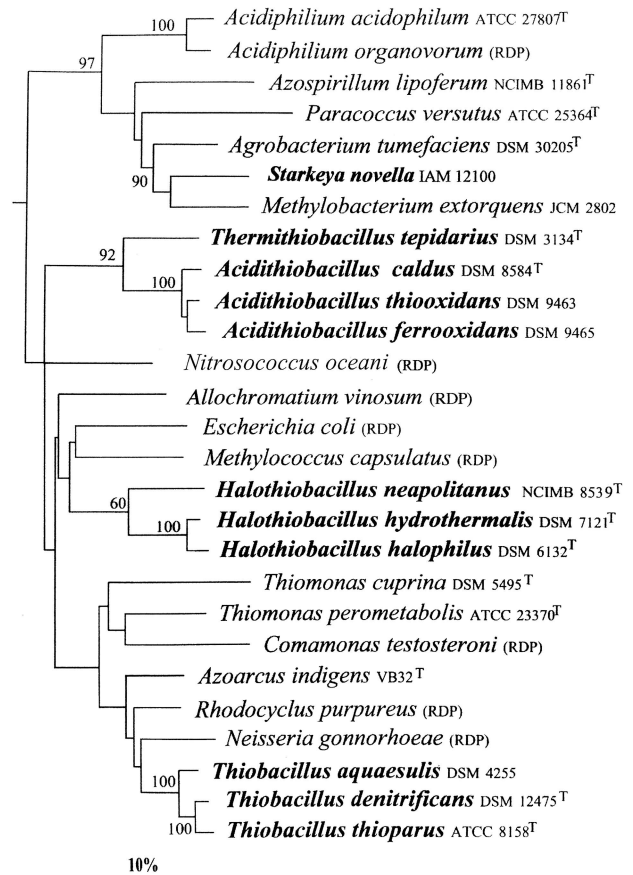 100
Acidiphilium acidophilum ATCC 27807T
Acidiphilium organovorum (RDP)
97
Azospirillum lipoferum NCIMB 11861T
Paracoccus versutus ATCC 25364T
Agrobacterium tumefaciens DSM 30205T
90
Starkeya novella IAM 12100
Methylobacterium extorquens JCM 2802
92
Thermithiobacillus tepidarius DSM 3134T
100
Acidithiobacillus caldus DSM 8584T
Acidithiobacillus thiooxidans DSM 9463
Acidithiobacillus ferrooxidans DSM 9465
Nitrosococcus oceani (RDP)
Allochromatium vinosum (RDP)
Escherichia coli (RDP)
Methylococcus capsulatus (RDP)
60
Halothiobacillus neapolitanus NCIMB 8539T
100
Halothiobacillus hydrothermalis DSM 7121T
Halothiobacillus halophilus DSM 6132T
Thiomonas cuprina DSM 5495T
Thiomonas perometabolis ATCC 23370T
Comamonas testosteroni (RDP)
Azoarcus indigens VB32T
Rhodocyclus purpureus (RDP)
Neisseria gonnorhoeae (RDP)
100
Thiobacillus aquaesulis DSM 4255
Thiobacillus denitrificans DSM 12475T
100
Thiobacillus thioparus ATCC 8158T
10%